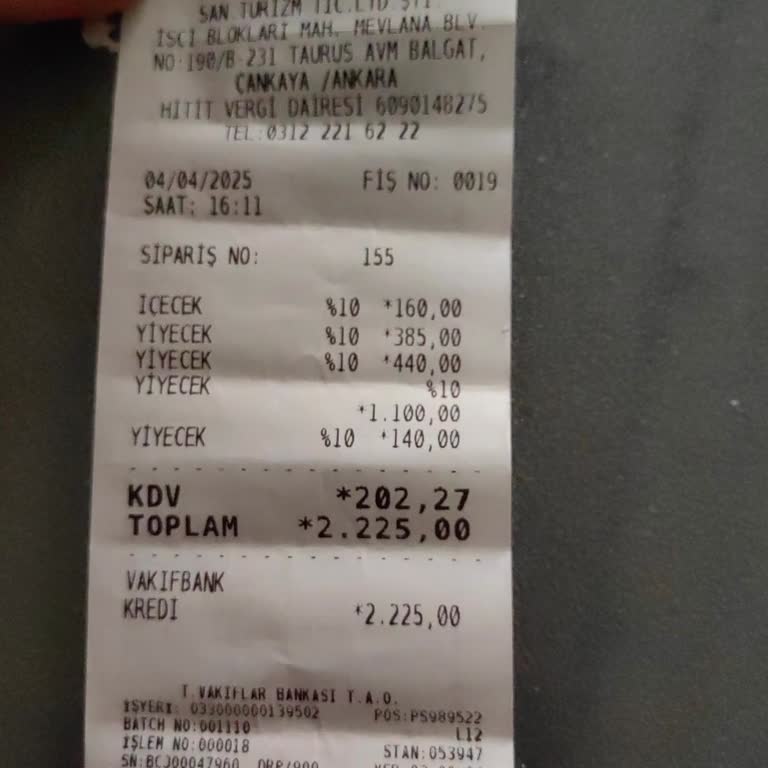 SAN.TURİZM TİC.LTD.ŞTİ.
İŞÇİ BLOKLARI MAH. MEVLANA BLV.
NO:190/B-231 TAURUS AVM BALGAT,
ÇANKAYA /ANKARA
HİTİT VERGİ DAİRESİ 6090148275
TEL:0312 221 62 22
04/04/2025 FİŞ NO: 0019
SAAT: 16:11
SİPARİŞ NO: 155
İÇECEK %10 *160,00
YİYECEK %10 *385,00
YİYECEK %10 *440,00
YİYECEK %10
*1.100,00
YİYECEK %10 *140,00
KDV *202,27
TOPLAM *2.225,00
VAKIFBANK
KREDİ *2.225,00
T.VAKIFLAR BANKASI T.A.O.
İŞYERİ: 033000000139502 POS:PS989522
BATCH NO:001110 L12
İŞLEM NO:000018 STAN:053947
SN:BCJ00047960